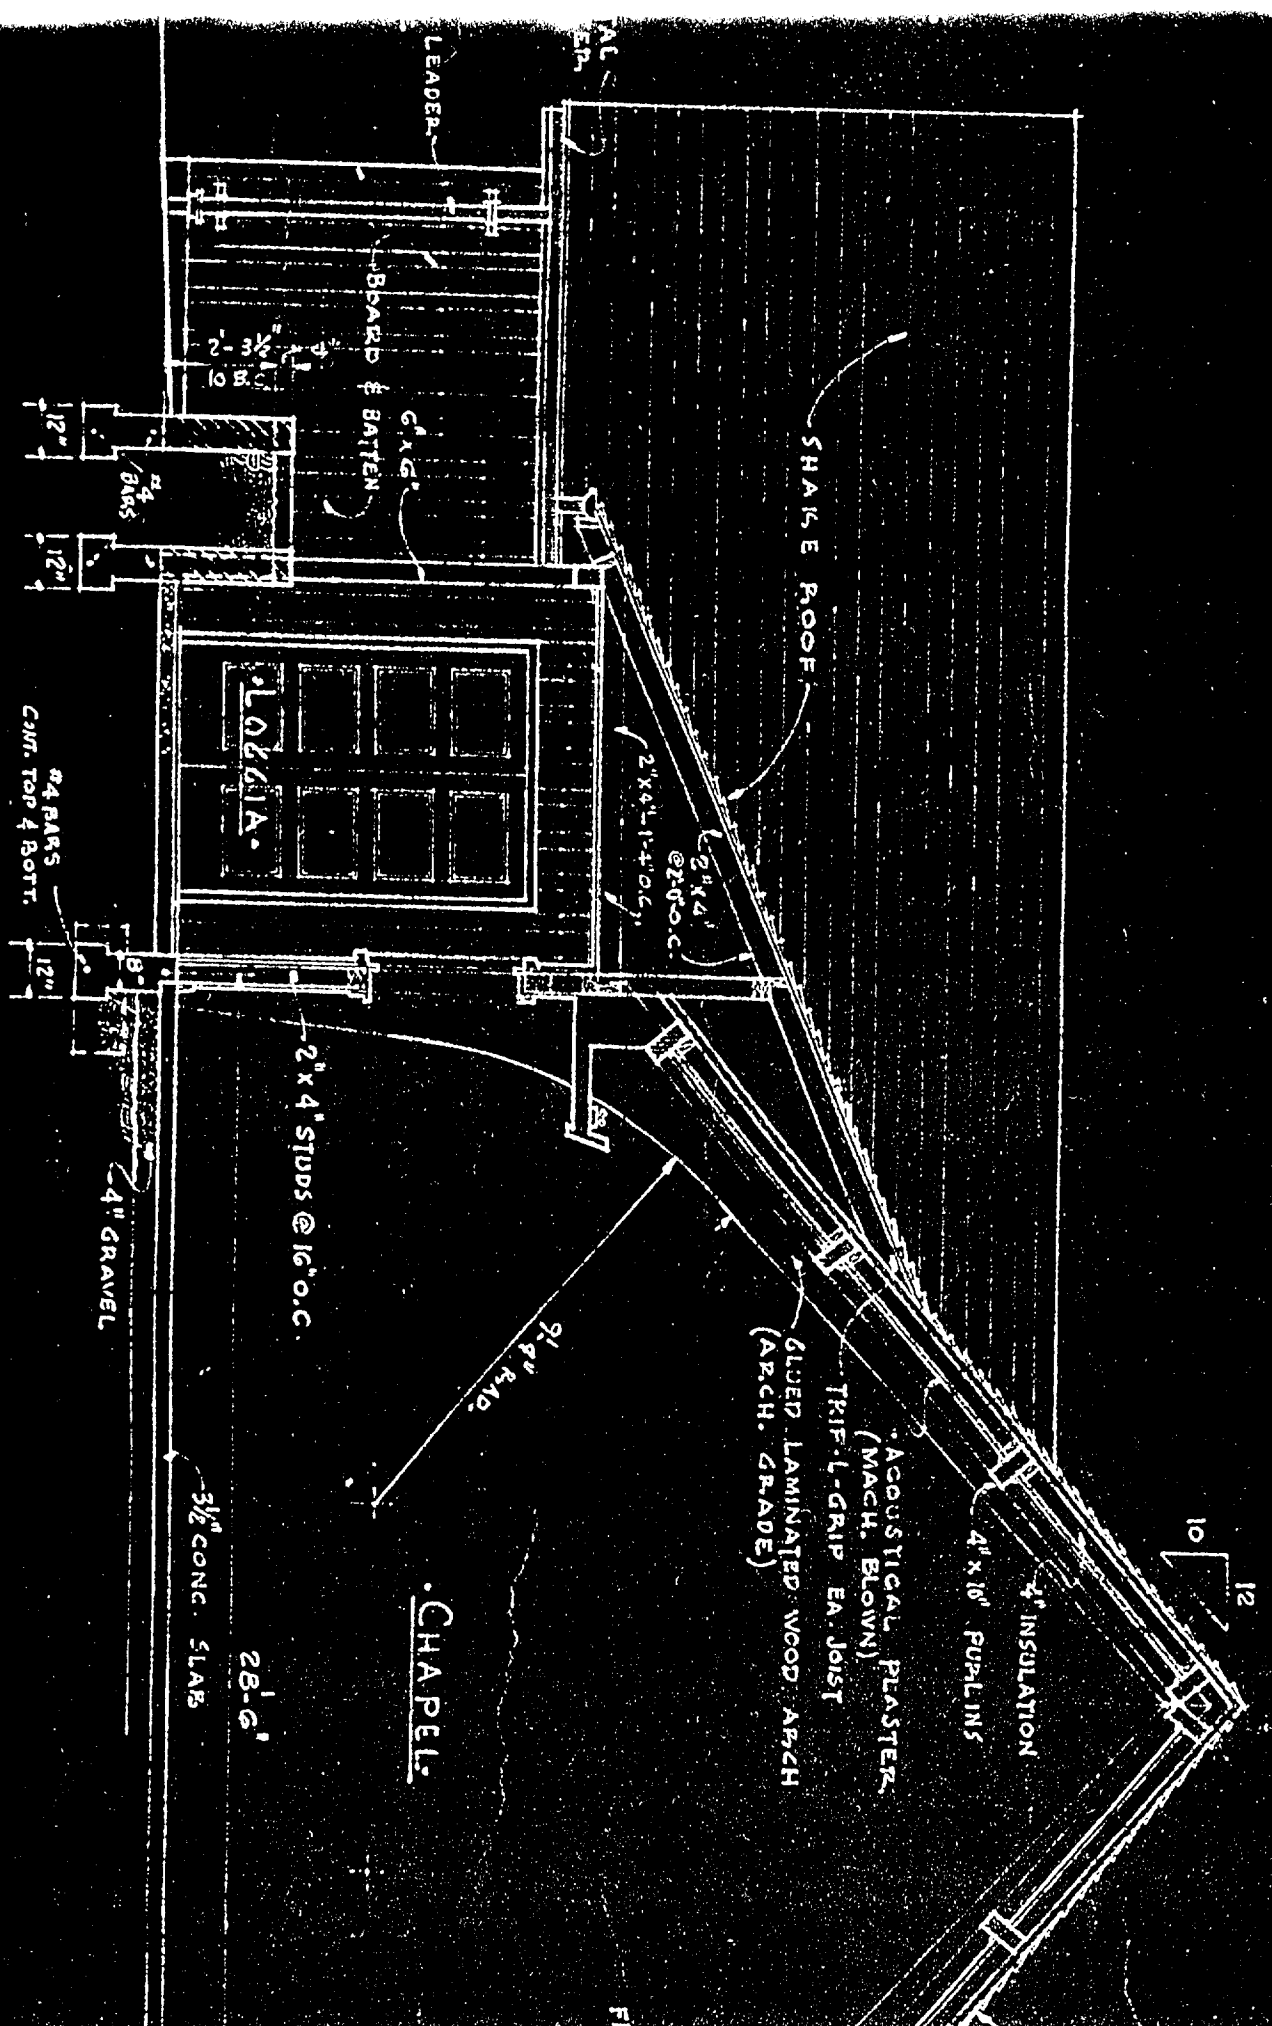 12
10
SHAKE ROOF
4" INSULATION
4" x 10" PURLINS
ACOUSTICAL PLASTER
(MACH. BLOWN)
TRIP-L-GRIP EA. JOIST
GLUED LAMINATED WOOD ARCH
(ARCH. GRADE)
2"x4"
@2'-0" O.C.
2"x4"-1'-4" O.C.
LEADER
6"x6"
BOARD & BATTEN
9'-4" RAD.
·CHAPEL·
2'-3½"
4"
10 B.C.
·LOGGIA·
2"x4" STUDS @ 16" O.C.
28'-6"
3½" CONC. SLAB
#4
BARS
8"
4" GRAVEL
12"
12"
12"
#4 BARS
CONT. TOP & BOTT.